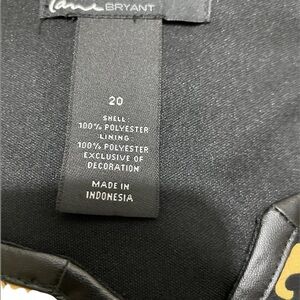 Lane BRYANT
20
SHELL
100% POLYESTER
LINING
100% POLYESTER
EXCLUSIVE OF
DECORATION
MADE IN
INDONESIA